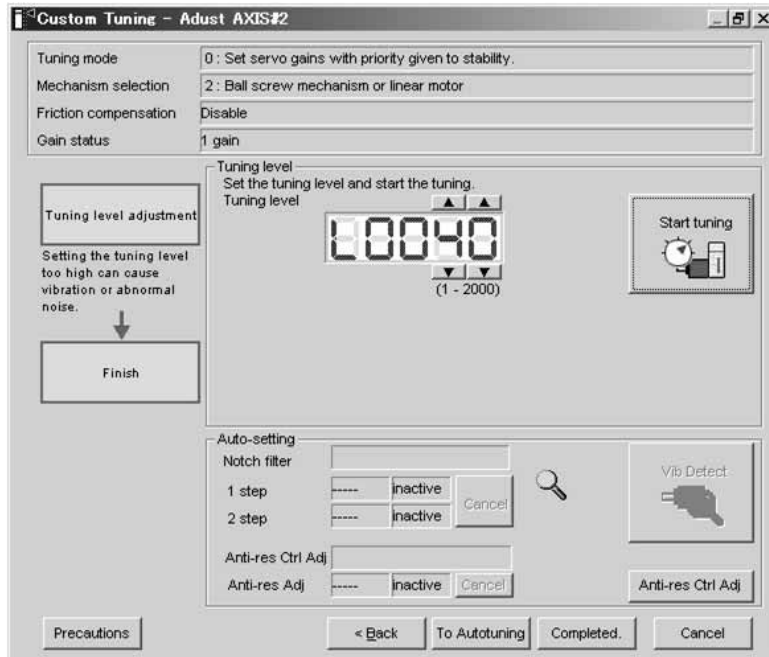 Custom Tuning - Adust AXIS#2
Tuning mode
0 : Set servo gains with priority given to stability.
Mechanism selection
2 : Ball screw mechanism or linear motor
Friction compensation
Disable
Gain status
1 gain
Tuning level adjustment
Setting the tuning level
too high can cause
vibration or abnormal
noise.
Finish
Tuning level
Set the tuning level and start the tuning.
Tuning level
L0040
(1 - 2000)
Start tuning
Auto-setting
Notch filter
1 step
-----
inactive
2 step
-----
inactive
Cancel
Vib Detect
Anti-res Ctrl Adj
Anti-res Adj
-----
inactive
Cancel
Anti-res Ctrl Adj
Precautions
< Back
To Autotuning
Completed.
Cancel